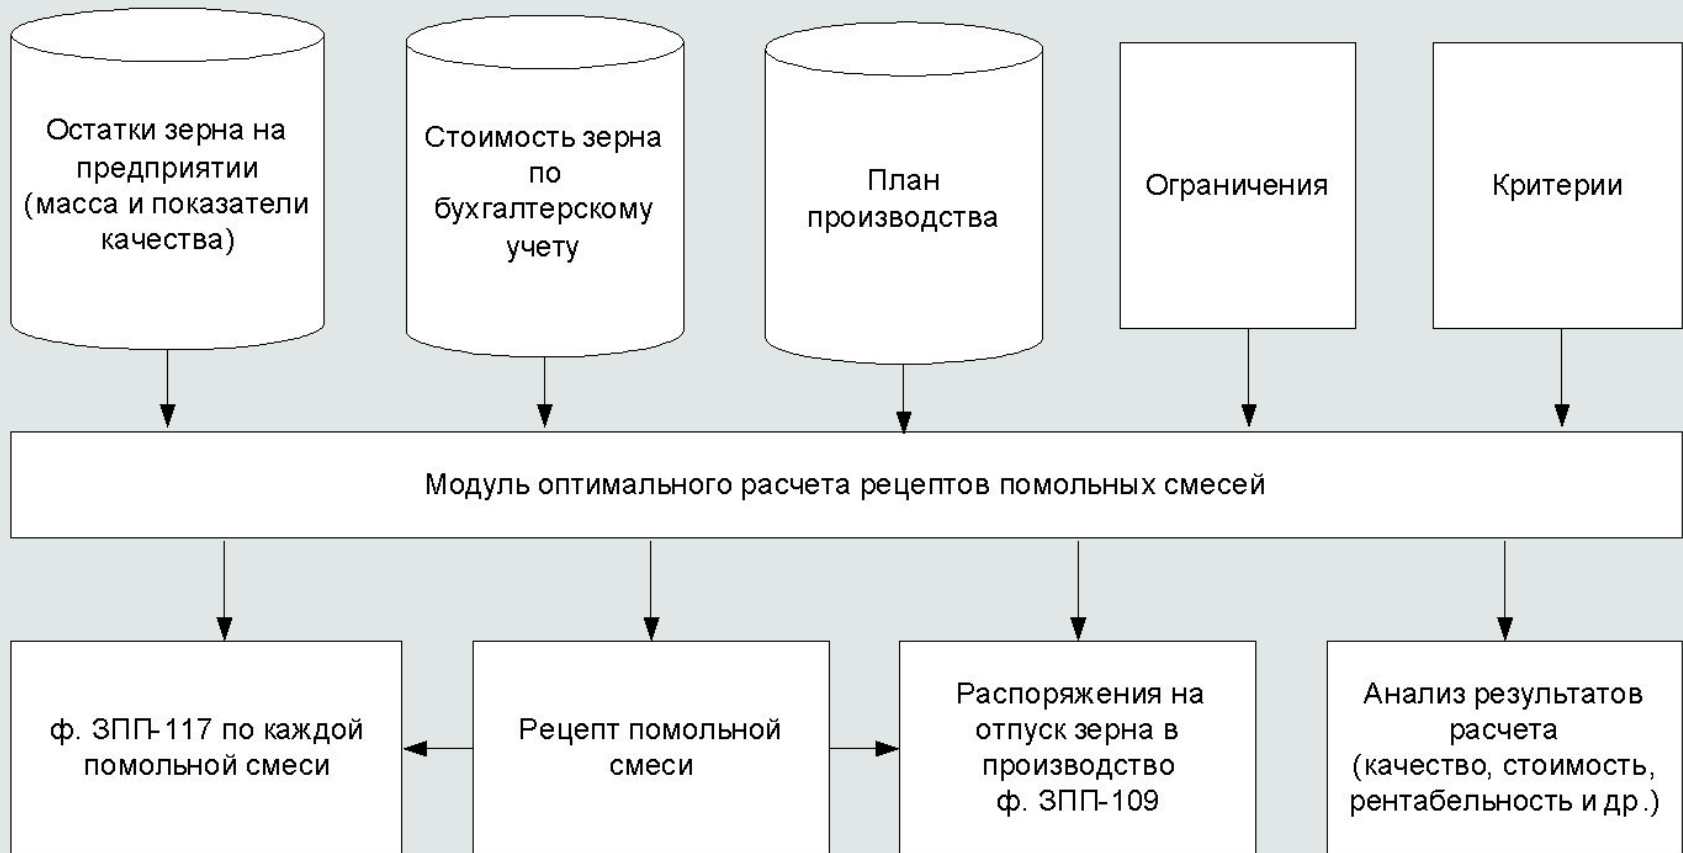 Остатки зерна на
предприятии
(масса и показатели
качества)
Стоимость зерна
по
бухгалтерскому
учету
План
производства
Ограничения
Критерии
Модуль оптимального расчета рецептов помольных смесей
ф. ЗПП-117 по каждой
помольной смеси
Рецепт помольной
смеси
Распоряжения на
отпуск зерна в
производство
ф. ЗПП-109
Анализ результатов
расчета
(качество, стоимость,
рентабельность и др.)